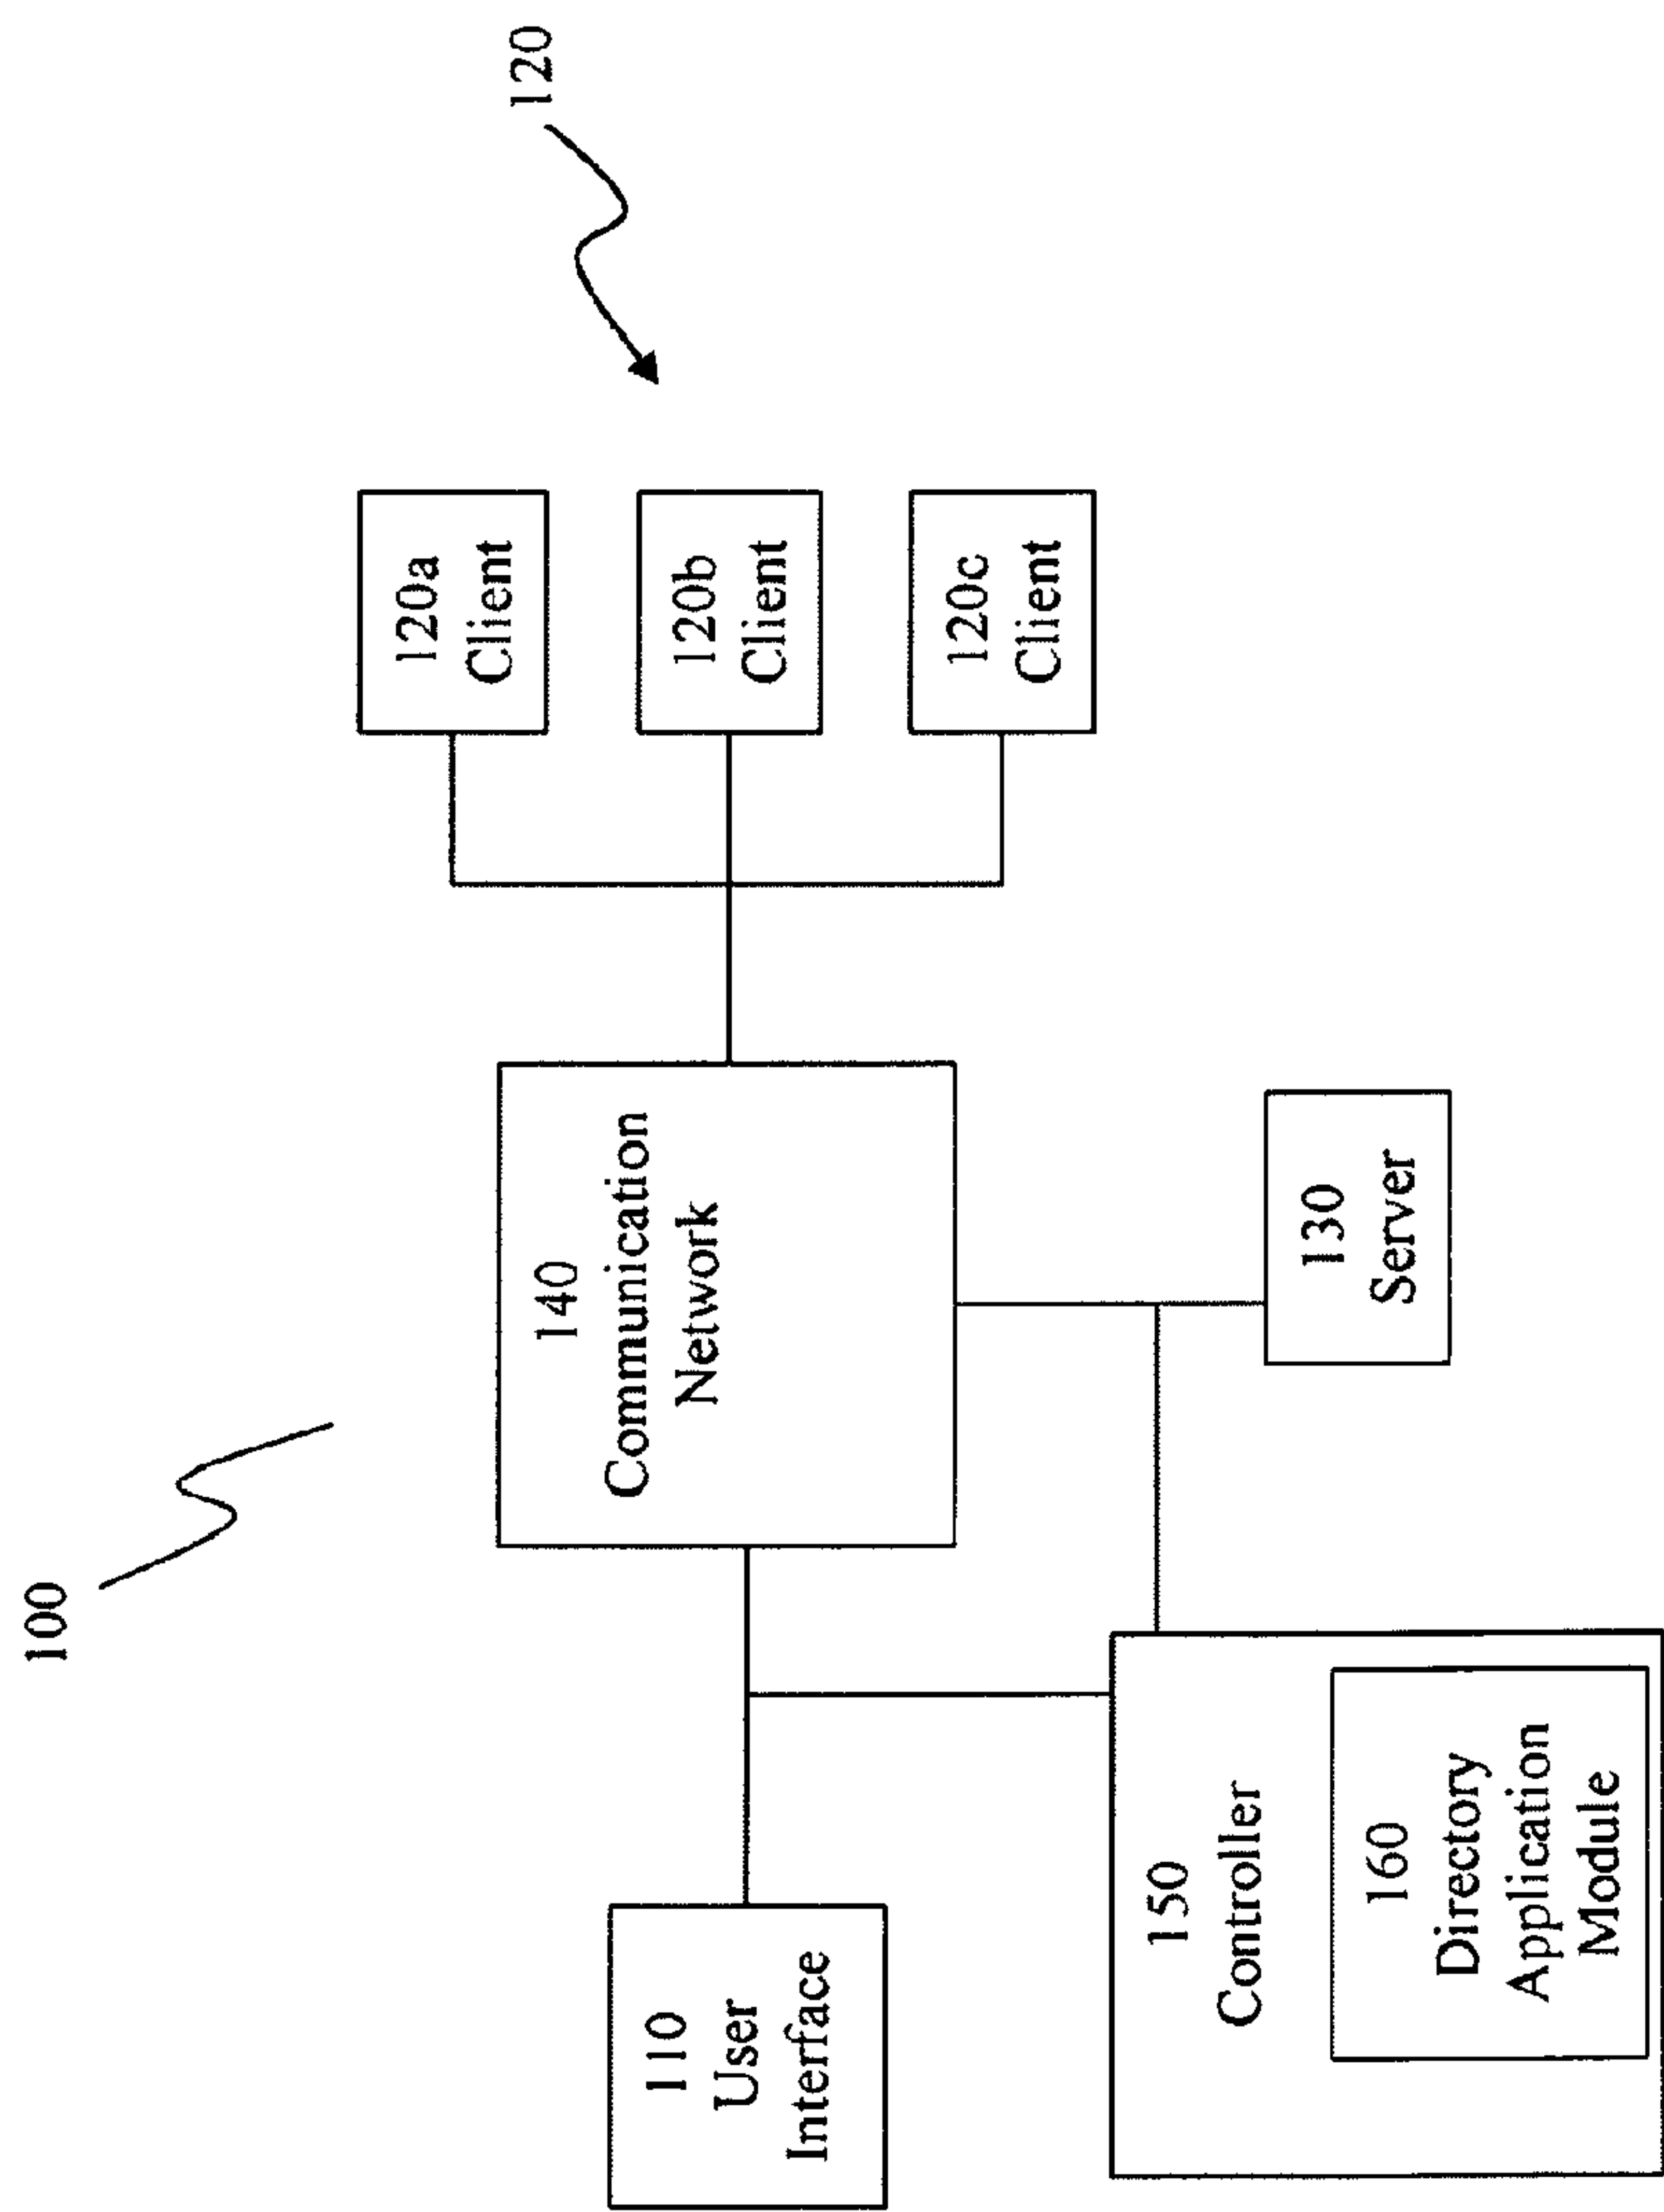 100
120
110
User
Interface
140
Communication
Network
120a
Client
120b
Client
120c
Client
150
Controller
160
Directory
Application
Module
130
Server